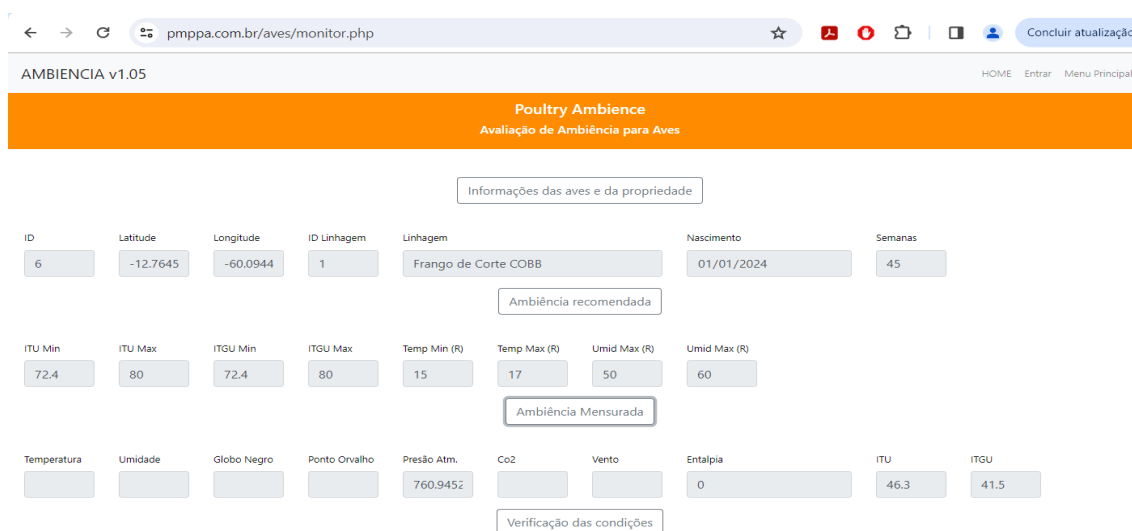 pmppa.com.br/aves/monitor.php Concluir atualização
AMBIENCIA v1.05 HOME Entrar Menu Principal
Poultry Ambience
Avaliação de Ambiência para Aves
Informações das aves e da propriedade
ID Latitude Longitude ID Linhagem Linhagem Nascimento Semanas
6 -12.7645 -60.0944 1 Frango de Corte COBB 01/01/2024 45
Ambiência recomendada
ITU Min ITU Max ITGU Min ITGU Max Temp Min (R) Temp Max (R) Umid Max (R) Umid Max (R)
72.4 80 72.4 80 15 17 50 60
Ambiência Mensurada
Temperatura Umidade Globo Negro Ponto Orvalho Presão Atm. Co2 Vento Entalpia ITU ITGU
760.9452 0 46.3 41.5
Verificação das condições